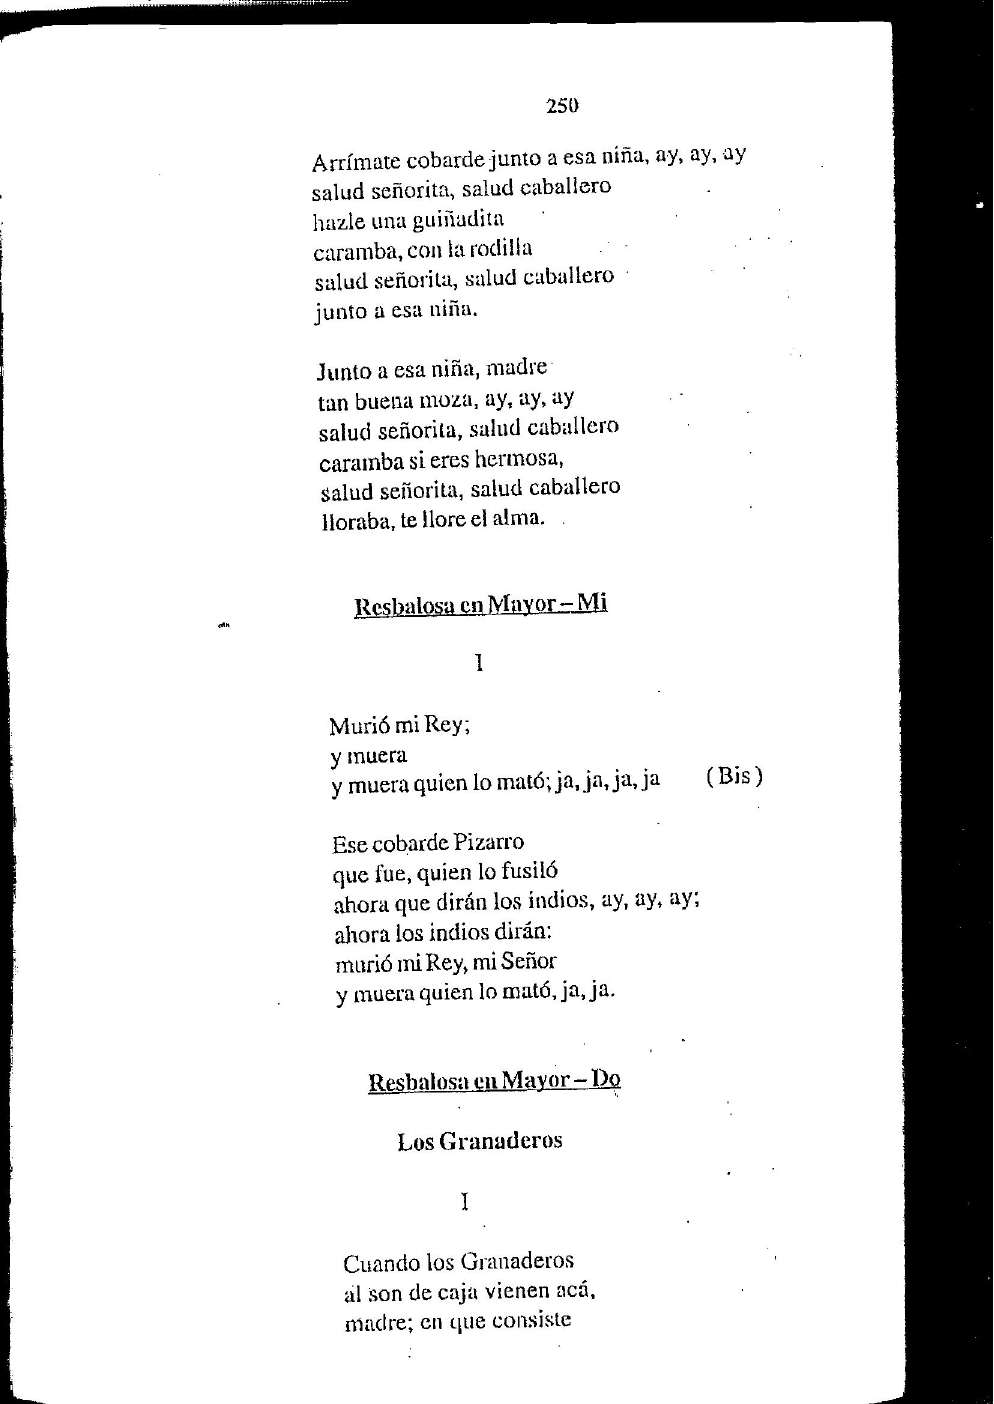 250
Arrímate cobarde junto a esa niña, ay, ay, ay
salud señorita, salud caballero
hazle una guiñadita
caramba, con la rodilla
salud señorita, salud caballero
junto a esa niña.
Junto a esa niña, madre
tan buena moza, ay, ay, ay
salud señorita, salud caballero
caramba si eres hermosa,
salud señorita, salud caballero
lloraba, te llore el alma.
Resbalosa en Mayor – Mi
1
Murió mi Rey;
y muera
y muera quien lo mató; ja, ja, ja, ja (Bis)
Ese cobarde Pizarro
que fue, quien lo fusiló
ahora que dirán los indios, ay, ay, ay;
ahora los indios dirán:
murió mi Rey, mi Señor
y muera quien lo mató, ja, ja.
Resbalosa en Mayor – Do
Los Granaderos
I
Cuando los Granaderos
al son de caja vienen acá,
madre; en que consiste